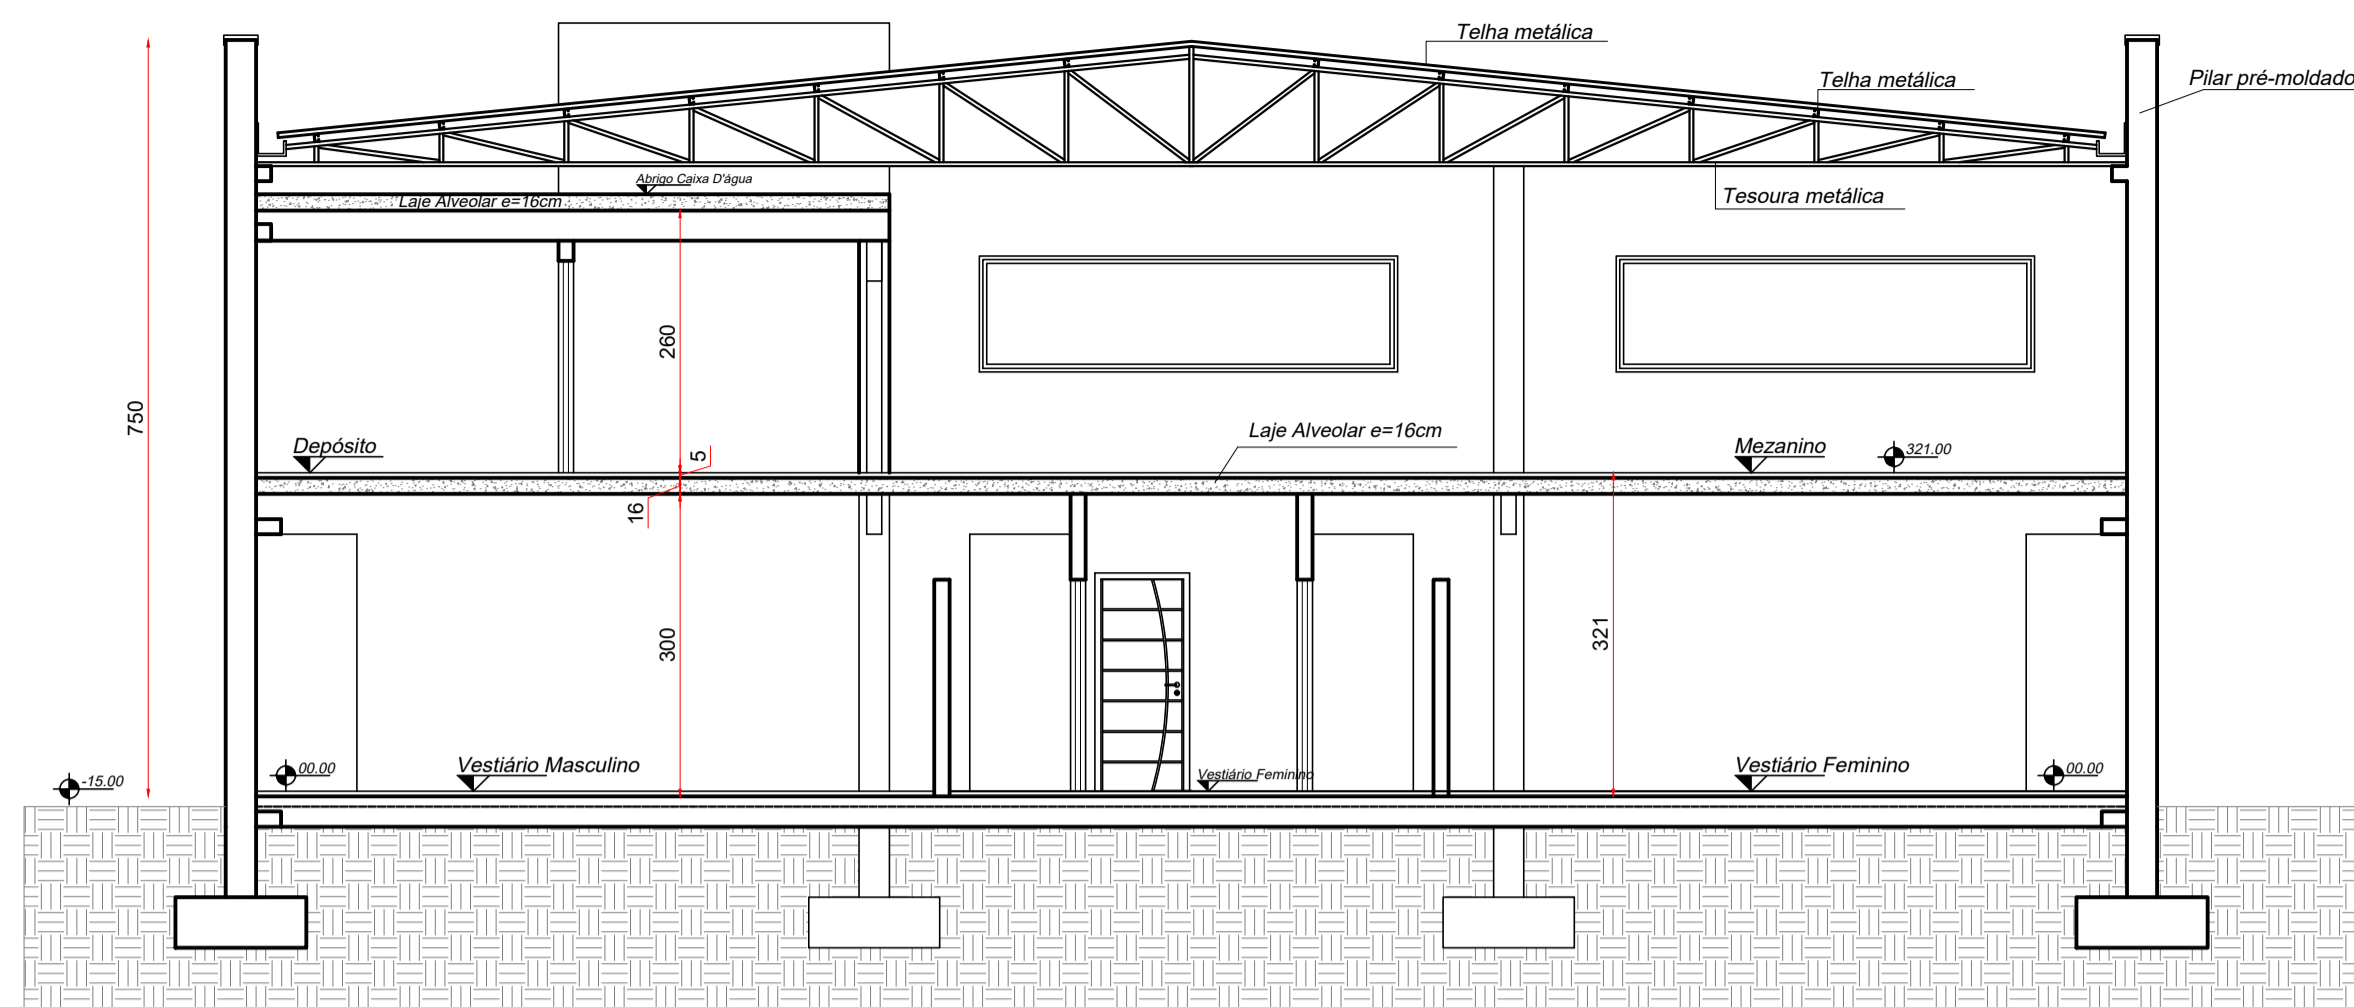 Telha metálica
Telha metálica
Pilar pré-moldado
Abrigo Caixa D'água
Laje Alveolar e=16cm
Tesoura metálica
260
750
Laje Alveolar e=16cm
Depósito
5
Mezanino
321.00
16
300
321
-15.00
00.00
Vestiário Masculino
Vestiário Feminino
Vestiário Feminino
00.00